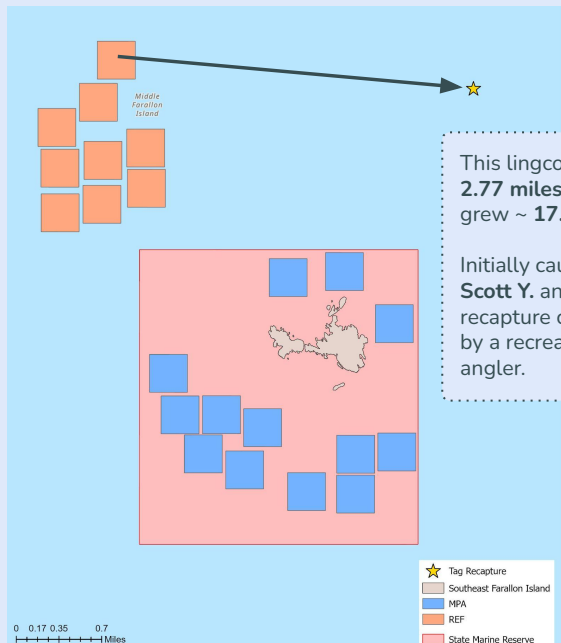 Middle
Farallon
Island
This lingco
2.77 miles
grew ~ 17.
Initially cau
Scott Y. an
recapture
by a recrea
angler.
Tag Recapture
Southeast Farallon Island
MPA
REF
State Marine Reserve
0 0.17 0.35 0.7
Miles